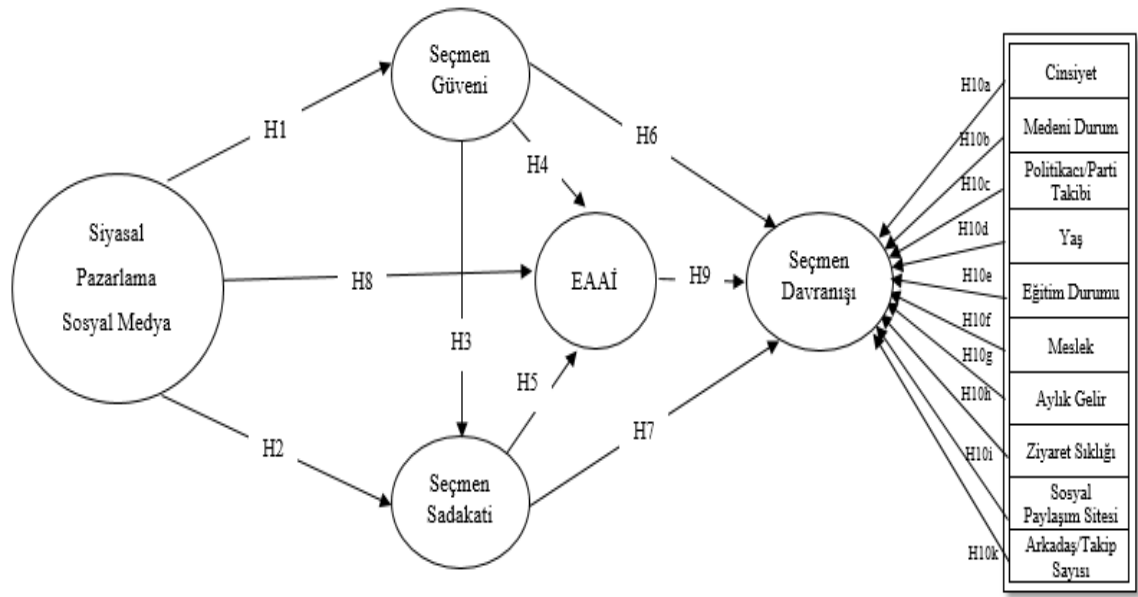 Seçmen
Güveni
H1
H6
H4
Siyasal
Pazarlama
Sosyal Medya
H8
EAAİ
H9
Seçmen
Davranışı
H3
H5
H2
H7
Seçmen
Sadakati
H10a
Cinsiyet
H10b
Medeni Durum
H10c
Politikacı/Parti
Takibi
H10d
Yaş
H10e
Eğitim Durumu
H10f
Meslek
H10g
Aylık Gelir
H10h
Ziyaret Sıklığı
H10i
Sosyal
Paylaşım Sitesi
H10k
Arkadaş/Takip
Sayısı